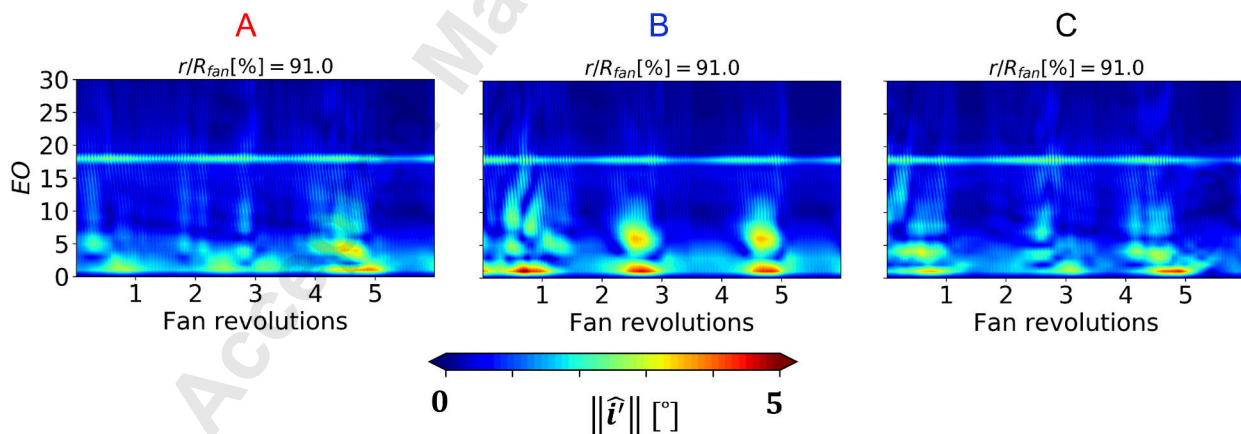 A B C
r/R_fan[%] = 91.0 r/R_fan[%] = 91.0 r/R_fan[%] = 91.0
30
25
20
15
10
5
0
EO
1 2 3 4 5 1 2 3 4 5 1 2 3 4 5
Fan revolutions Fan revolutions Fan revolutions
0 5
‖î′‖ [°]
Acce Ma